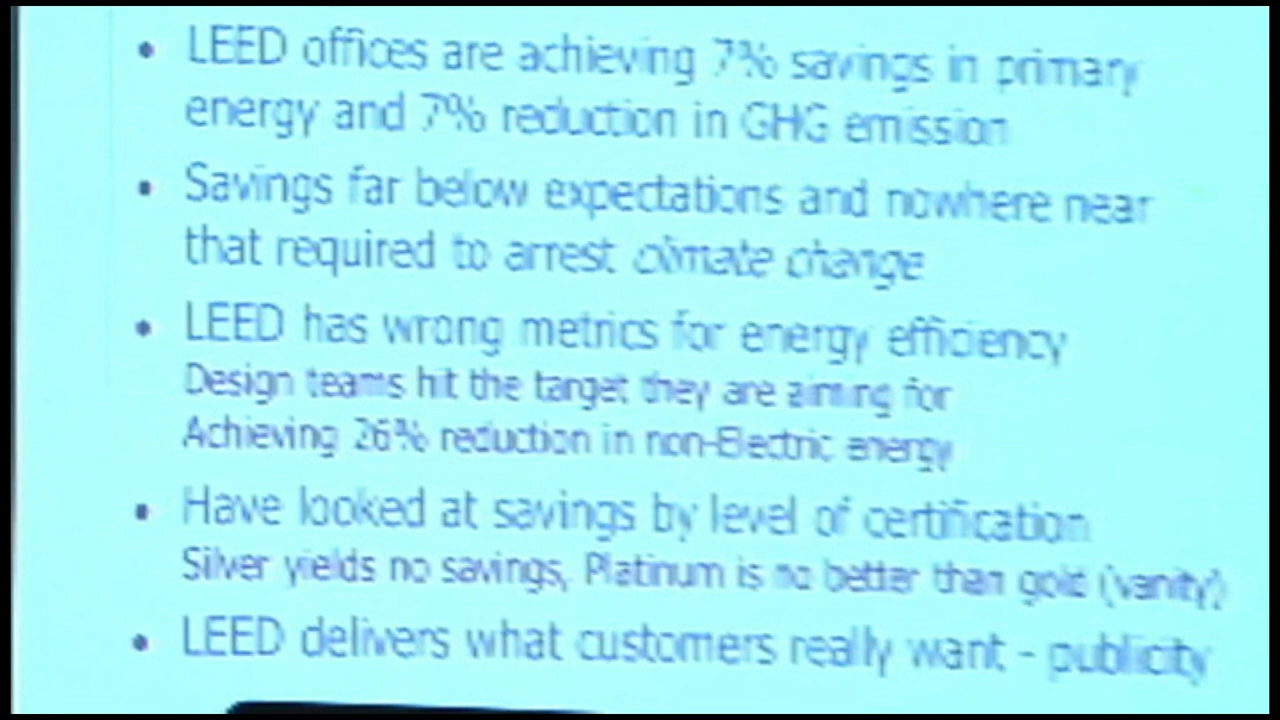 • LEED offices are achieving 7% savings in primary
energy and 7% reduction in GHG emission
• Savings far below expectations and nowhere near
that required to arrest climate change
• LEED has wrong metrics for energy efficiency
Design teams hit the target they are aiming for
Achieving 26% reduction in non-Electric energy
• Have looked at savings by level of certification
Silver yields no savings, Platinum is no better than gold (vanity)
• LEED delivers what customers really want - publicity